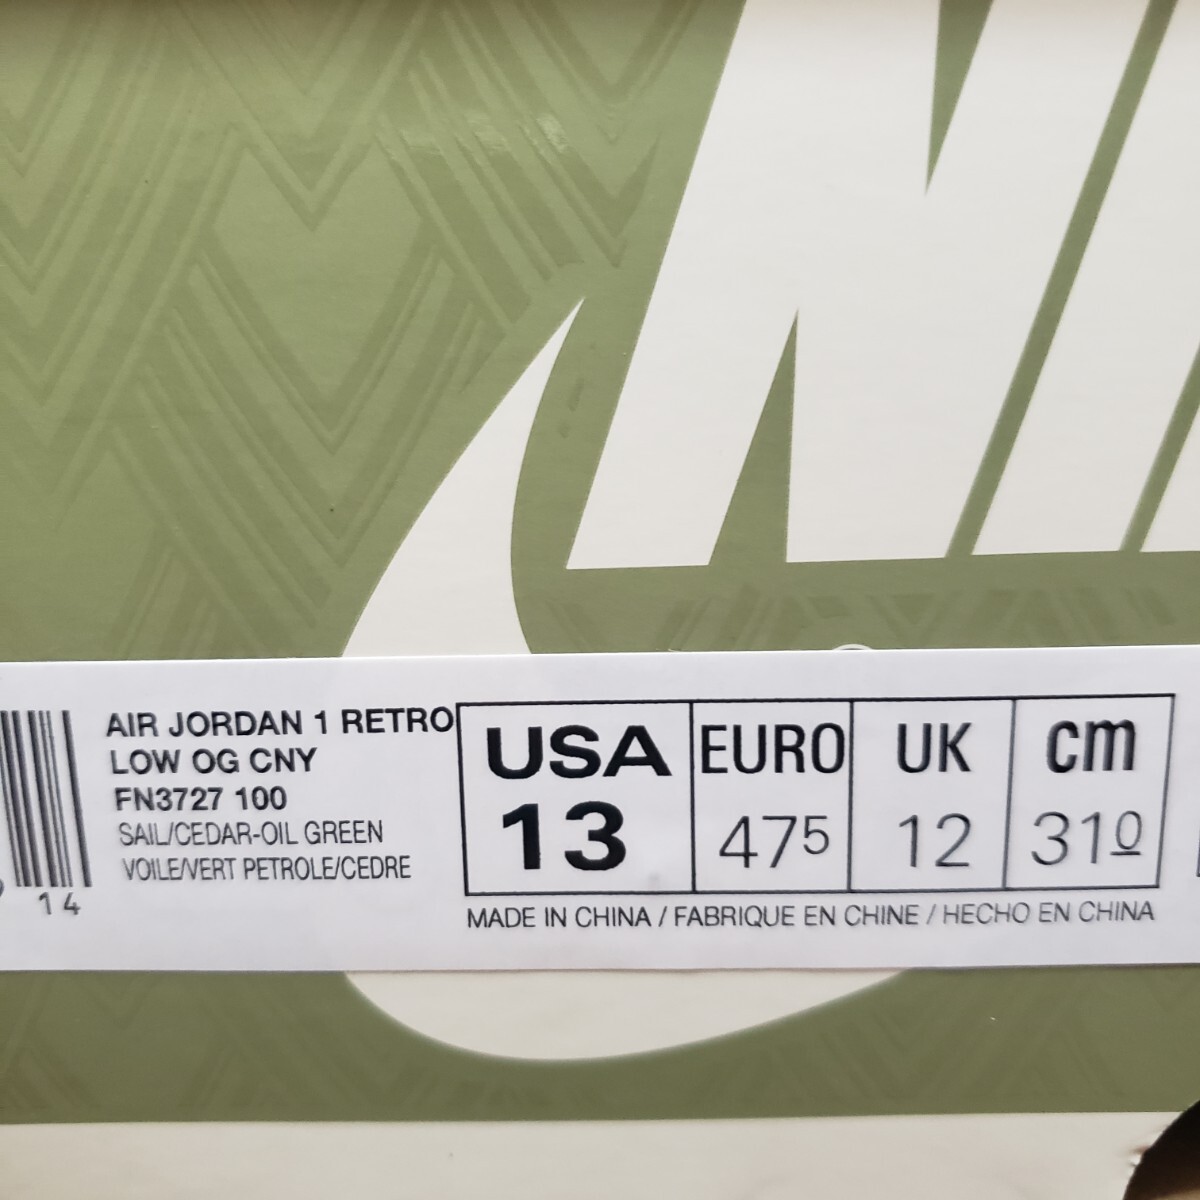 AIR JORDAN 1 RETRO
LOW OG CNY
FN3727 100
SAIL/CEDAR-OIL GREEN
VOILE/VERT PETROLE/CEDRE
14
USA EURO UK cm
13 475 12 310
MADE IN CHINA / FABRIQUE EN CHINE / HECHO EN CHINA